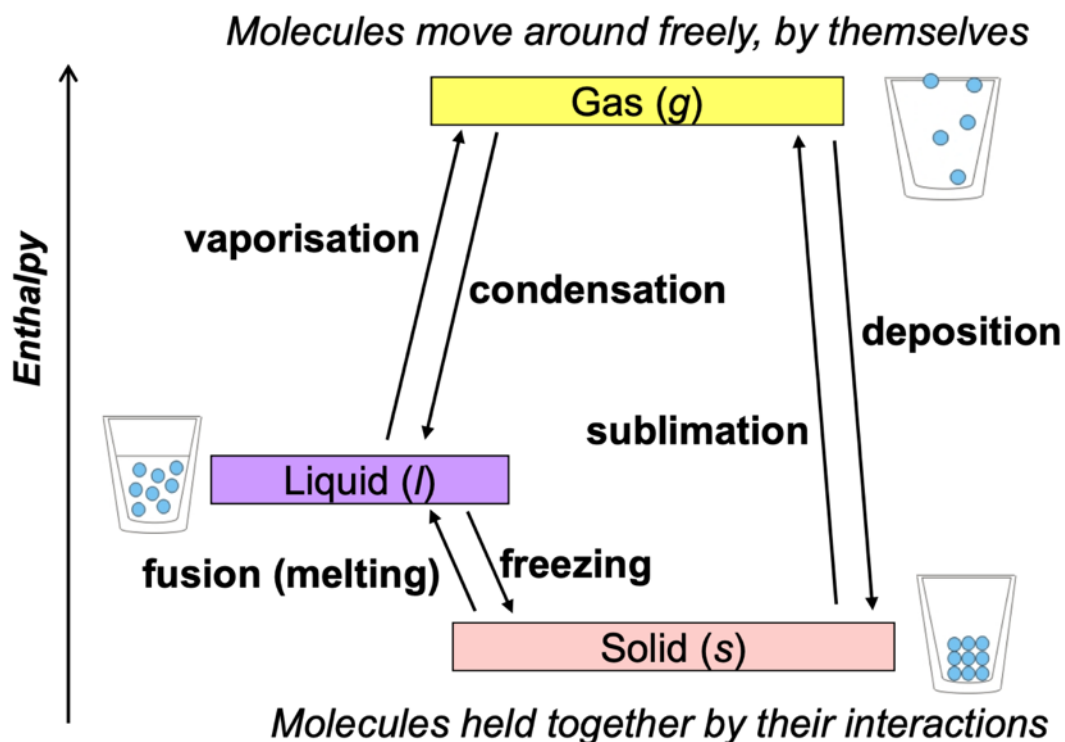 Molecules move around freely, by themselves
Gas (g)
Enthalpy
vaporisation
condensation
deposition
sublimation
Liquid (l)
fusion (melting)
freezing
Solid (s)
Molecules held together by their interactions